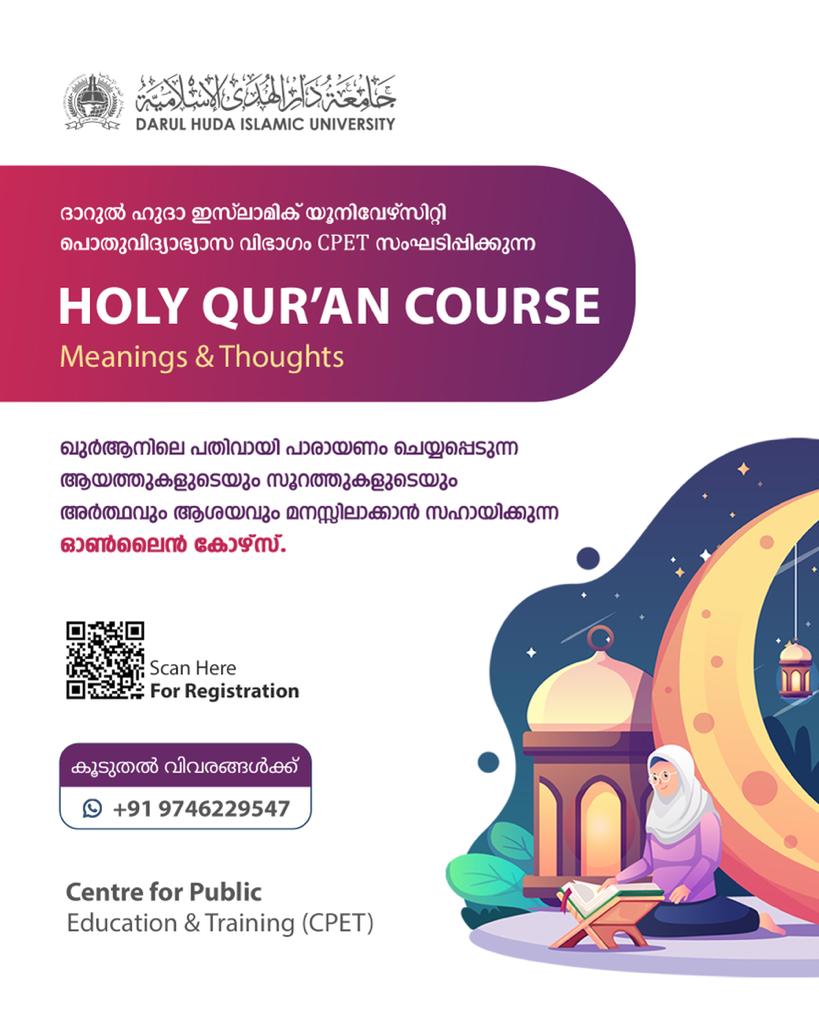 جامعة دار الهدى الإسلامية
DARUL HUDA ISLAMIC UNIVERSITY
ദാറുൽ ഹുദാ ഇസ്‌ലാമിക് യൂനിവേഴ്സിറ്റി
പൊതുവിദ്യാഭ്യാസ വിഭാഗം CPET സംഘടിപ്പിക്കുന്ന
HOLY QUR’AN COURSE
Meanings & Thoughts
ഖുർആനിലെ പതിവായി പാരായണം ചെയ്യപ്പെടുന്ന
ആയത്തുകളുടെയും സൂറത്തുകളുടെയും
അർത്ഥവും ആശയവും മനസ്സിലാക്കാൻ സഹായിക്കുന്ന
ഓൺലൈൻ കോഴ്സ്.
Scan Here
For Registration
കൂടുതൽ വിവരങ്ങൾക്ക്
+91 9746229547
Centre for Public
Education & Training (CPET)